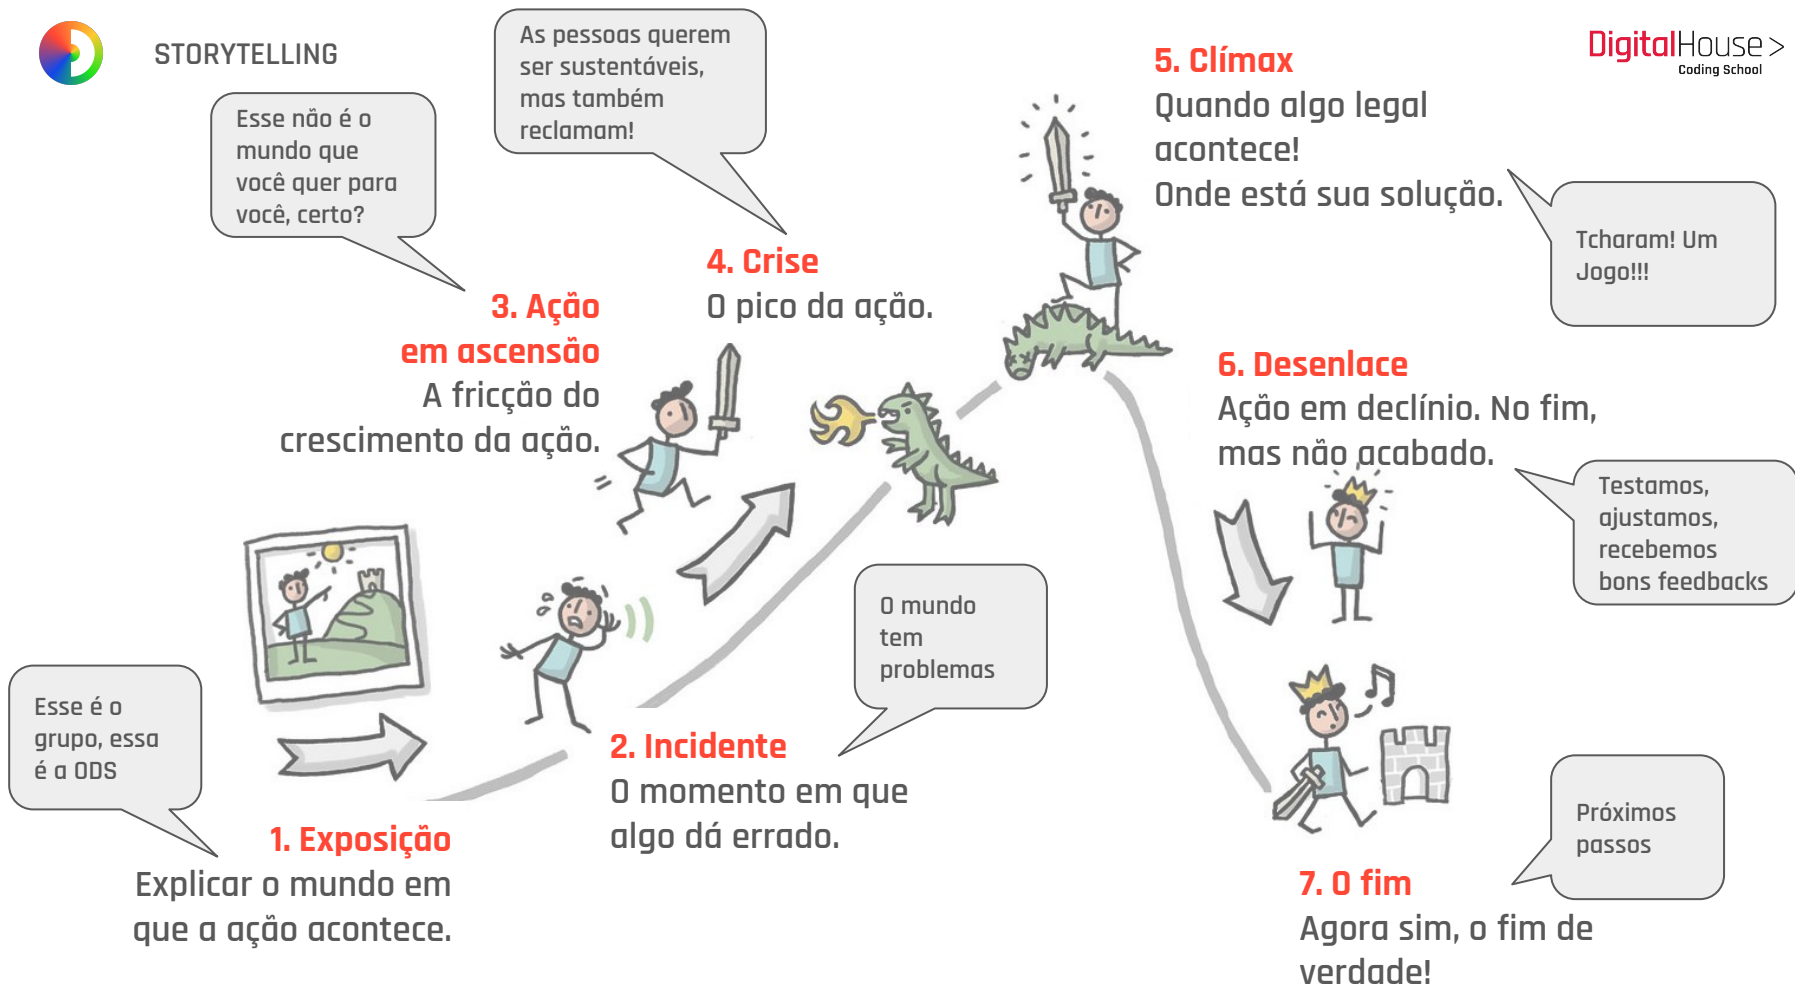 STORYTELLING
DigitalHouse >
Coding School
Esse é o
grupo, essa
é a ODS
1. Exposição
Explicar o mundo em
que a ação acontece.
O mundo
tem
problemas
2. Incidente
O momento em que
algo dá errado.
Esse não é o
mundo que
você quer para
você, certo?
3. Ação
em ascensão
A fricção do
crescimento da ação.
As pessoas querem
ser sustentáveis,
mas também
reclamam!
4. Crise
O pico da ação.
5. Clímax
Quando algo legal
acontece!
Onde está sua solução.
Tcharam! Um
Jogo!!!
6. Desenlace
Ação em declínio. No fim,
mas não acabado.
Testamos,
ajustamos,
recebemos
bons feedbacks
7. O fim
Agora sim, o fim de
verdade!
Próximos
passos